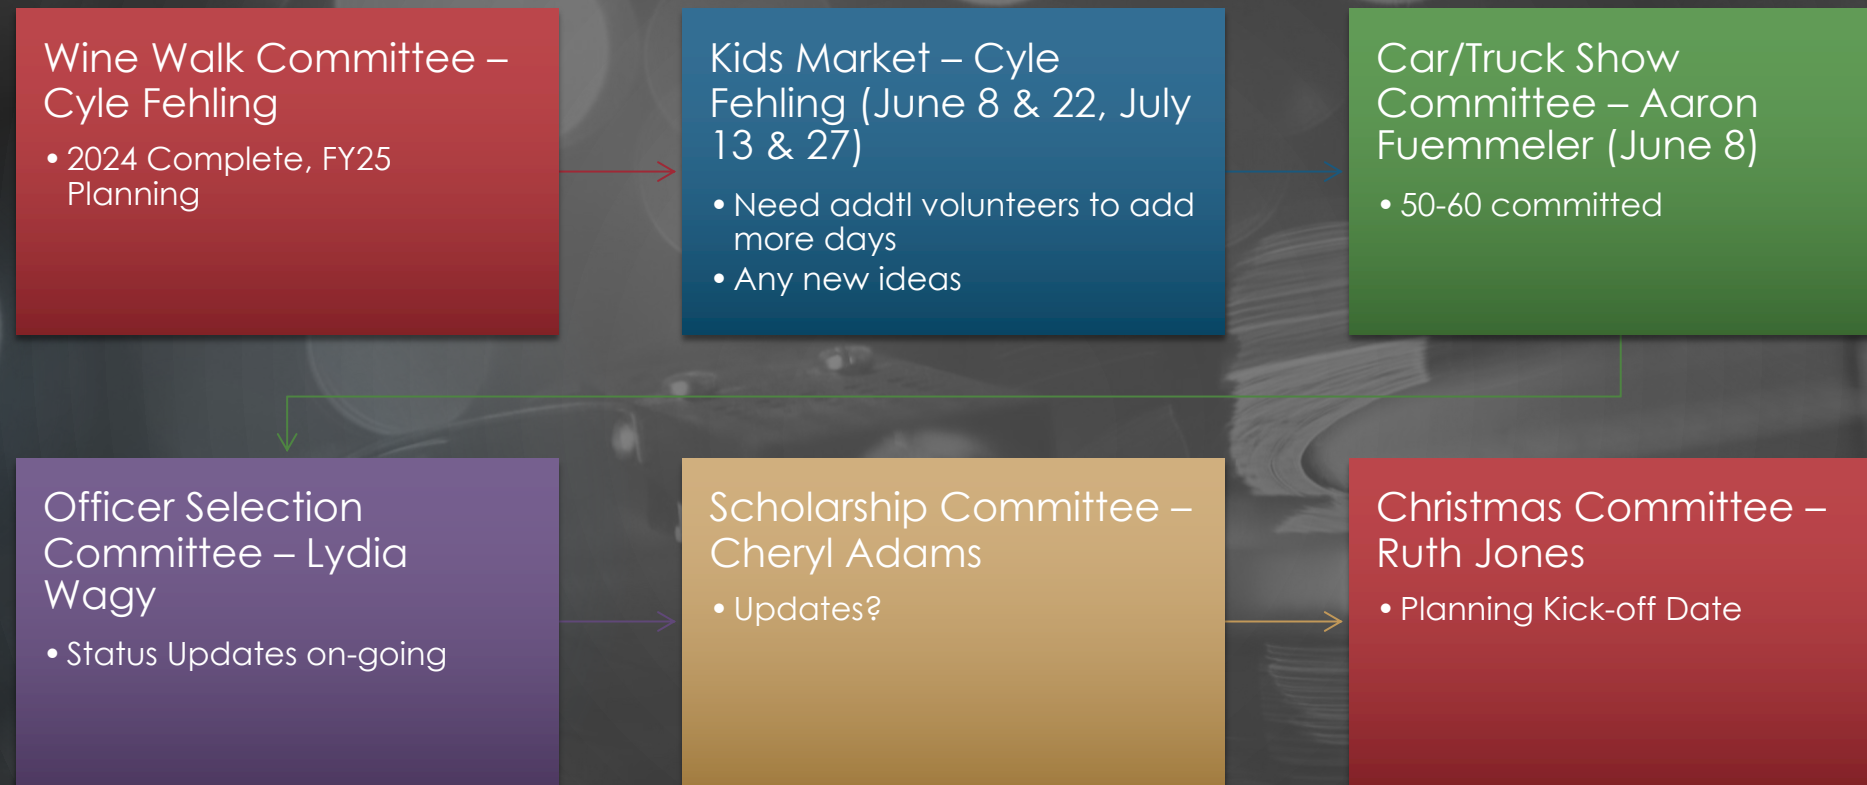 Wine Walk Committee –
Cyle Fehling
• 2024 Complete, FY25
Planning
Kids Market – Cyle
Fehling (June 8 & 22, July
13 & 27)
• Need addtl volunteers to add
more days
• Any new ideas
Car/Truck Show
Committee – Aaron
Fuemmeler (June 8)
• 50-60 committed
Officer Selection
Committee – Lydia
Wagy
• Status Updates on-going
Scholarship Committee –
Cheryl Adams
• Updates?
Christmas Committee –
Ruth Jones
• Planning Kick-off Date